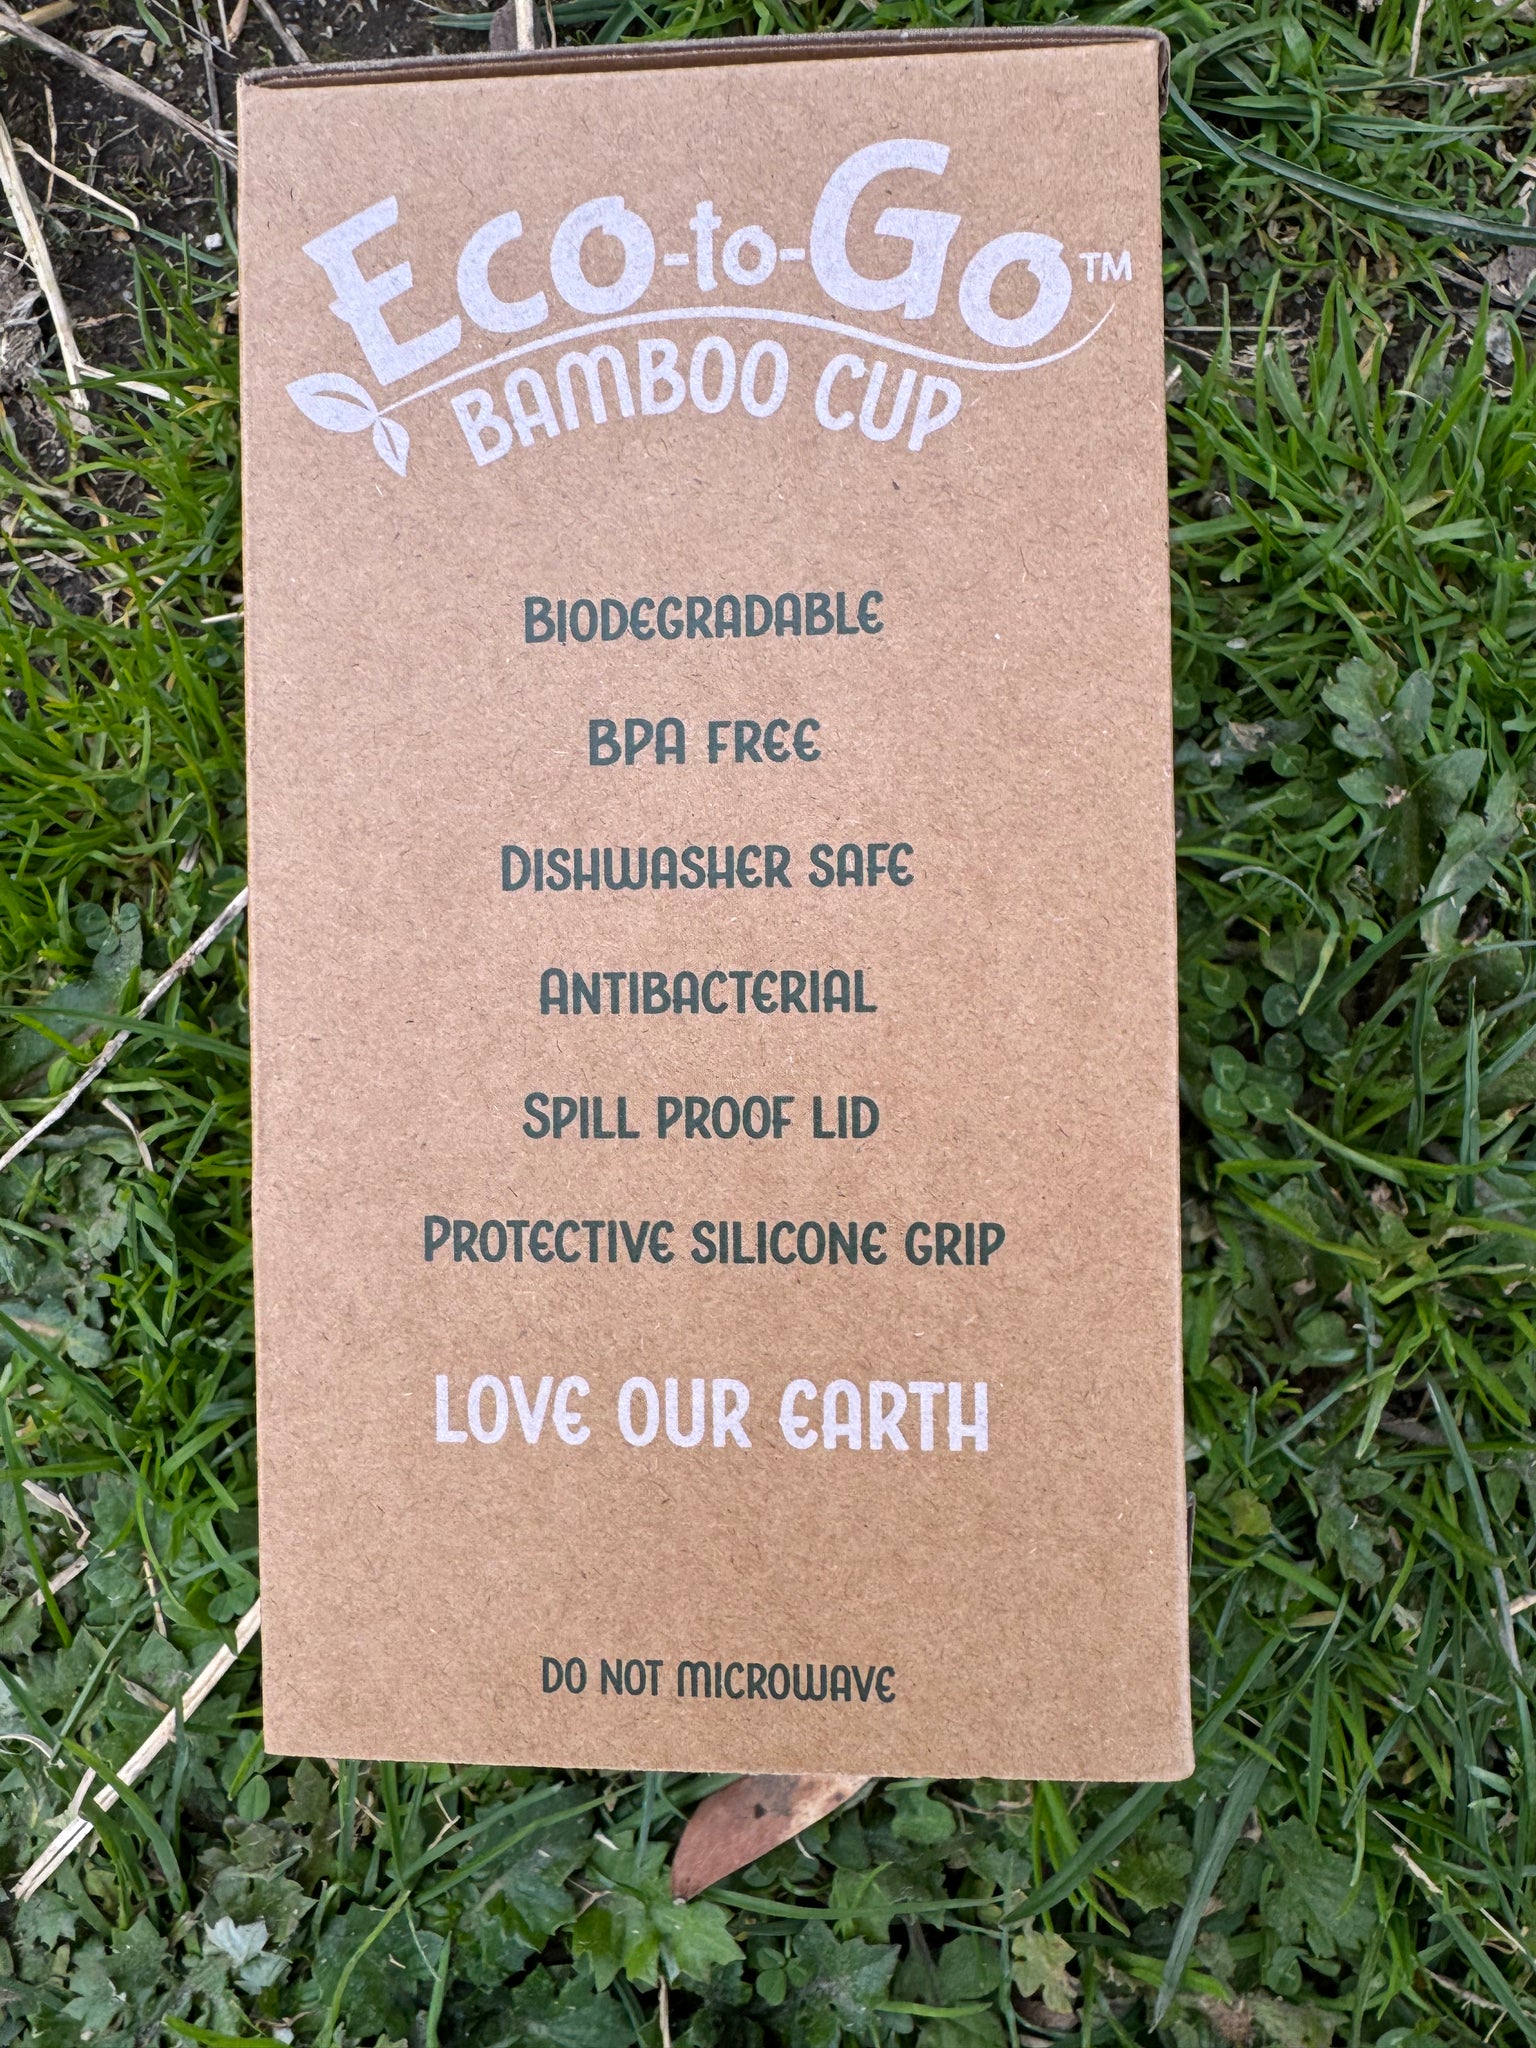 Eco-to-Go™
BAMBOO CUP
BIODEGRADABLE
BPA FREE
DISHWASHER SAFE
ANTIBACTERIAL
SPILL PROOF LID
PROTECTIVE SILICONE GRIP
LOVE OUR EARTH
DO NOT MICROWAVE